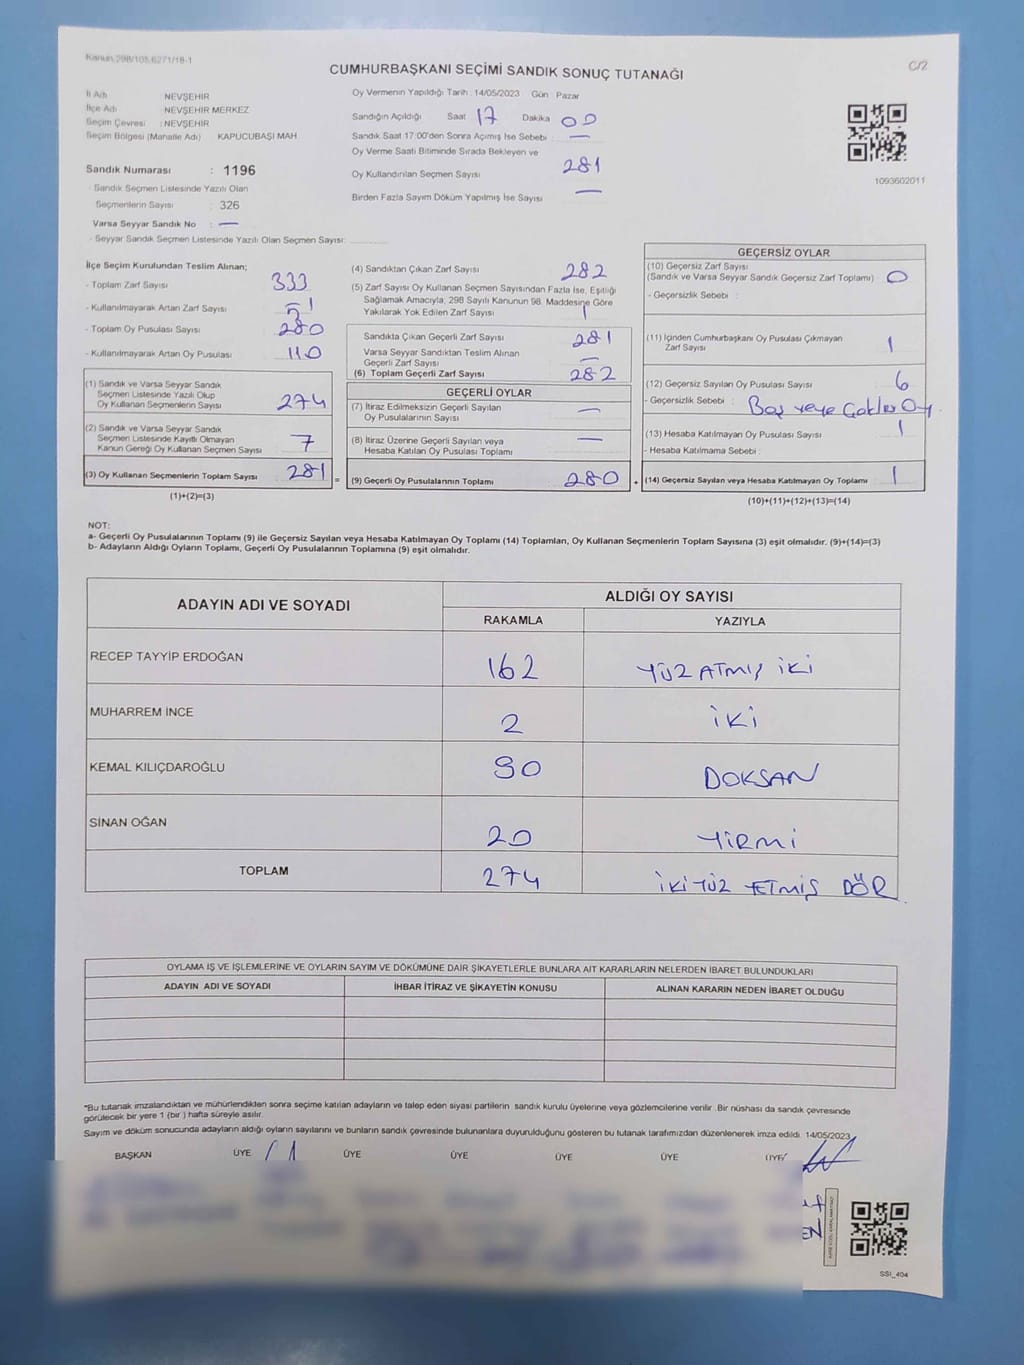 Kanun,298/105,6271/18-1
C/2
CUMHURBAŞKANI SEÇİMİ SANDIK SONUÇ TUTANAĞI
İl Adı : NEVŞEHİR
İlçe Adı : NEVŞEHİR MERKEZ
Seçim Çevresi : NEVŞEHİR
Seçim Bölgesi (Mahalle Adı) KAPUCUBAŞI MAH
Sandık Numarası : 1196
- Sandık Seçmen Listesinde Yazılı Olan
Seçmenlerin Sayısı : 326
Varsa Seyyar Sandık No : —
- Seyyar Sandık Seçmen Listesinde Yazılı Olan Seçmen Sayısı:
Oy Vermenin Yapıldığı Tarih : 14/05/2023 Gün : Pazar
Sandığın Açıldığı Saat 17 Dakika 00
Sandık Saat 17:00'den Sonra Açımış İse Sebebi : —
Oy Verme Saati Bitiminde Sırada Bekleyen ve
Oy Kullandırılan Seçmen Sayısı 281
Birden Fazla Sayım Döküm Yapılmış İse Sayısı —
1093602011
İlçe Seçim Kurulundan Teslim Alınan;
- Toplam Zarf Sayısı 333
- Kullanılmayarak Artan Zarf Sayısı
- Toplam Oy Pusulası Sayısı 280
- Kullanılmayarak Artan Oy Pusulası 110
(1) Sandık ve Varsa Seyyar Sandık
Seçmen Listesinde Yazılı Olup
Oy Kullanan Seçmenlerin Sayısı 274
(2) Sandık ve Varsa Seyyar Sandık
Seçmen Listesinde Kayıtlı Olmayan
Kanun Gereği Oy Kullanan Seçmen Sayısı 7
(3) Oy Kullanan Seçmenlerin Toplam Sayısı 281 =
(1)+(2)=(3)
(4) Sandıktan Çıkan Zarf Sayısı 282
(5) Zarf Sayısı Oy Kullanan Seçmen Sayısından Fazla İse, Eşitliği
Sağlamak Amacıyla, 298 Sayılı Kanunun 98. Maddesine Göre
Yakılarak Yok Edilen Zarf Sayısı 1
Sandıkta Çıkan Geçerli Zarf Sayısı 281
Varsa Seyyar Sandıktan Teslim Alınan
Geçerli Zarf Sayısı —
(6) Toplam Geçerli Zarf Sayısı 282
GEÇERLİ OYLAR
(7) İtiraz Edilmeksizin Geçerli Sayılan
Oy Pusulalarının Sayısı —
(8) İtiraz Üzerine Geçerli Sayılan veya
Hesaba Katılan Oy Pusulası Toplamı —
(9) Geçerli Oy Pusulalarının Toplamı 280 +
GEÇERSİZ OYLAR
(10) Geçersiz Zarf Sayısı
(Sandık ve Varsa Seyyar Sandık Geçersiz Zarf Toplamı) 0
- Geçersizlik Sebebi :
(11) İçinden Cumhurbaşkanı Oy Pusulası Çıkmayan
Zarf Sayısı 1
(12) Geçersiz Sayılan Oy Pusulası Sayısı 6
- Geçersizlik Sebebi : Boş veya Çoklu Oy
(13) Hesaba Katılmayan Oy Pusulası Sayısı 1
- Hesaba Katılmama Sebebi :
(14) Geçersiz Sayılan veya Hesaba Katılmayan Oy Toplamı 1
(10)+(11)+(12)+(13)=(14)
NOT:
a- Geçerli Oy Pusulalarının Toplamı (9) ile Geçersiz Sayılan veya Hesaba Katılmayan Oy Toplamı (14) Toplamları, Oy Kullanan Seçmenlerin Toplam Sayısına (3) eşit olmalıdır. (9)+(14)=(3)
b- Adayların Aldığı Oyların Toplamı, Geçerli Oy Pusulalarının Toplamına (9) eşit olmalıdır.
ADAYIN ADI VE SOYADI ALDIĞI OY SAYISI
RAKAMLA YAZIYLA
RECEP TAYYİP ERDOĞAN 162 YÜZ ATMIŞ İKİ
MUHARREM İNCE 2 İKİ
KEMAL KILIÇDAROĞLU 90 DOKSAN
SİNAN OĞAN 20 YİRMİ
TOPLAM 274 İKİ YÜZ YETMİŞ DÖR
OYLAMA İŞ VE İŞLEMLERİNE VE OYLARIN SAYIM VE DÖKÜMÜNE DAİR ŞİKAYETLERLE BUNLARA AİT KARARLARIN NELERDEN İBARET BULUNDUKLARI
ADAYIN ADI VE SOYADI İHBAR İTİRAZ VE ŞİKAYETİN KONUSU ALINAN KARARIN NEDEN İBARET OLDUĞU
*Bu tutanak imzalandıktan ve mühürlendikten sonra seçime katılan adayların ve talep eden siyasi partilerin sandık kurulu üyelerine veya gözlemcilerine verilir. Bir nüshası da sandık çevresinde
görülecek bir yere 1 (bir ) hafta süreyle asılır.
Sayım ve döküm sonucunda adayların aldığı oyların sayılarını ve bunların sandık çevresinde bulunanlara duyurulduğunu gösteren bu tutanak tarafımızdan düzenlenerek imza edildi. 14/05/2023
BAŞKAN ÜYE ÜYE ÜYE ÜYE ÜYE ÜYE
EN
SSI_404